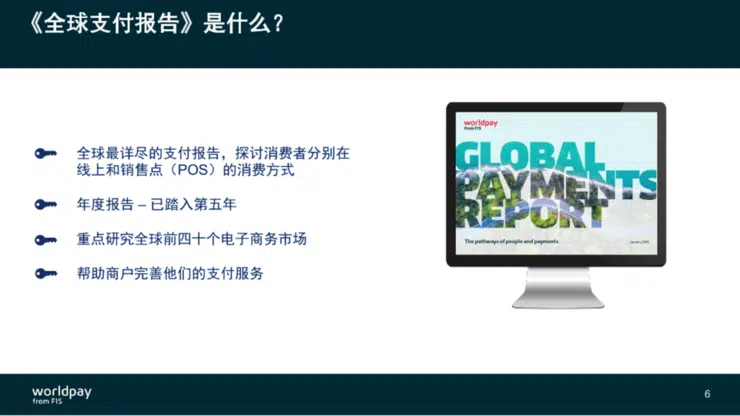 《全球支付报告》是什么？
全球最详尽的支付报告，探讨消费者分别在
线上和销售点（POS）的消费方式
年度报告 – 已踏入第五年
重点研究全球前四十个电子商务市场
帮助商户完善他们的支付服务
worldpay
from FIS
GLOBAL
PAYMENTS
REPORT
The pathways of people and payments
worldpay
from FIS
6